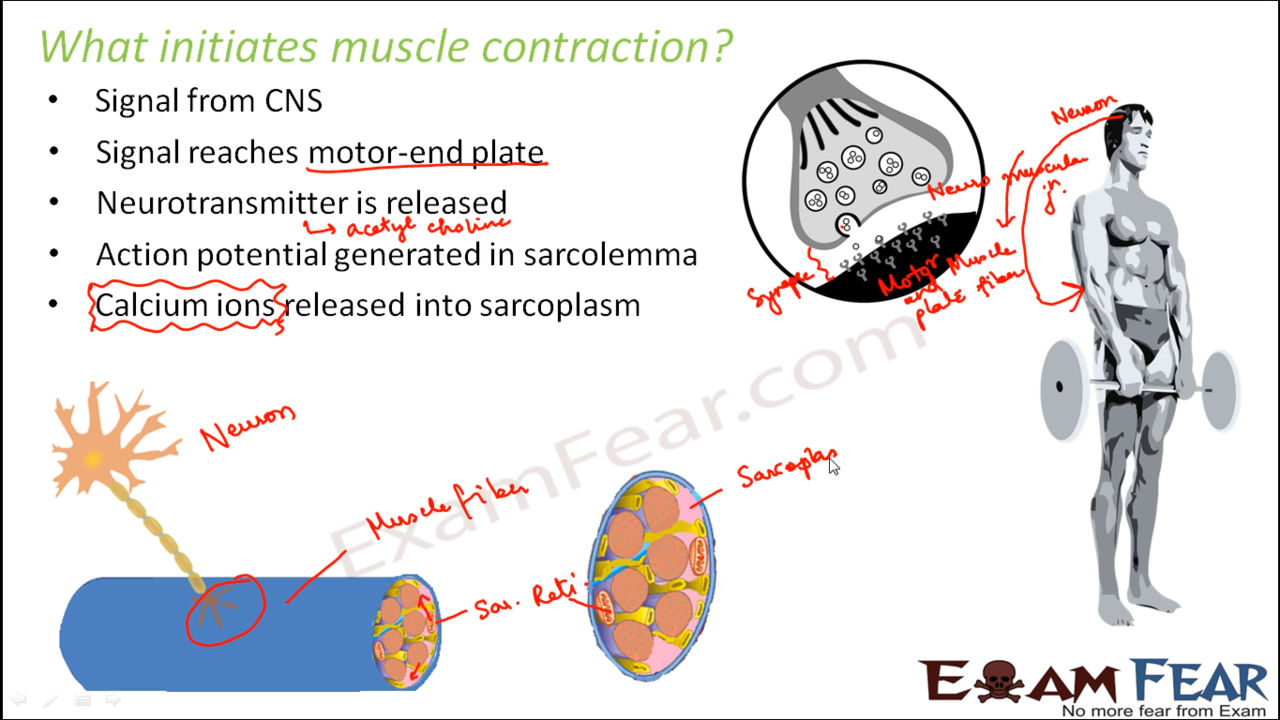 What initiates muscle contraction?
• Signal from CNS
• Signal reaches motor-end plate
• Neurotransmitter is released
↳ acetyl choline
• Action potential generated in sarcolemma
• Calcium ions released into sarcoplasm
Neuron
Neuro muscular
jn.
Synapse
Motor
end
plate
Muscle
fiber
Neuron
Muscle fiber
Sar. Reti.
Sarcoplas
ExamFear.com
EXAM FEAR
No more fear from Exam